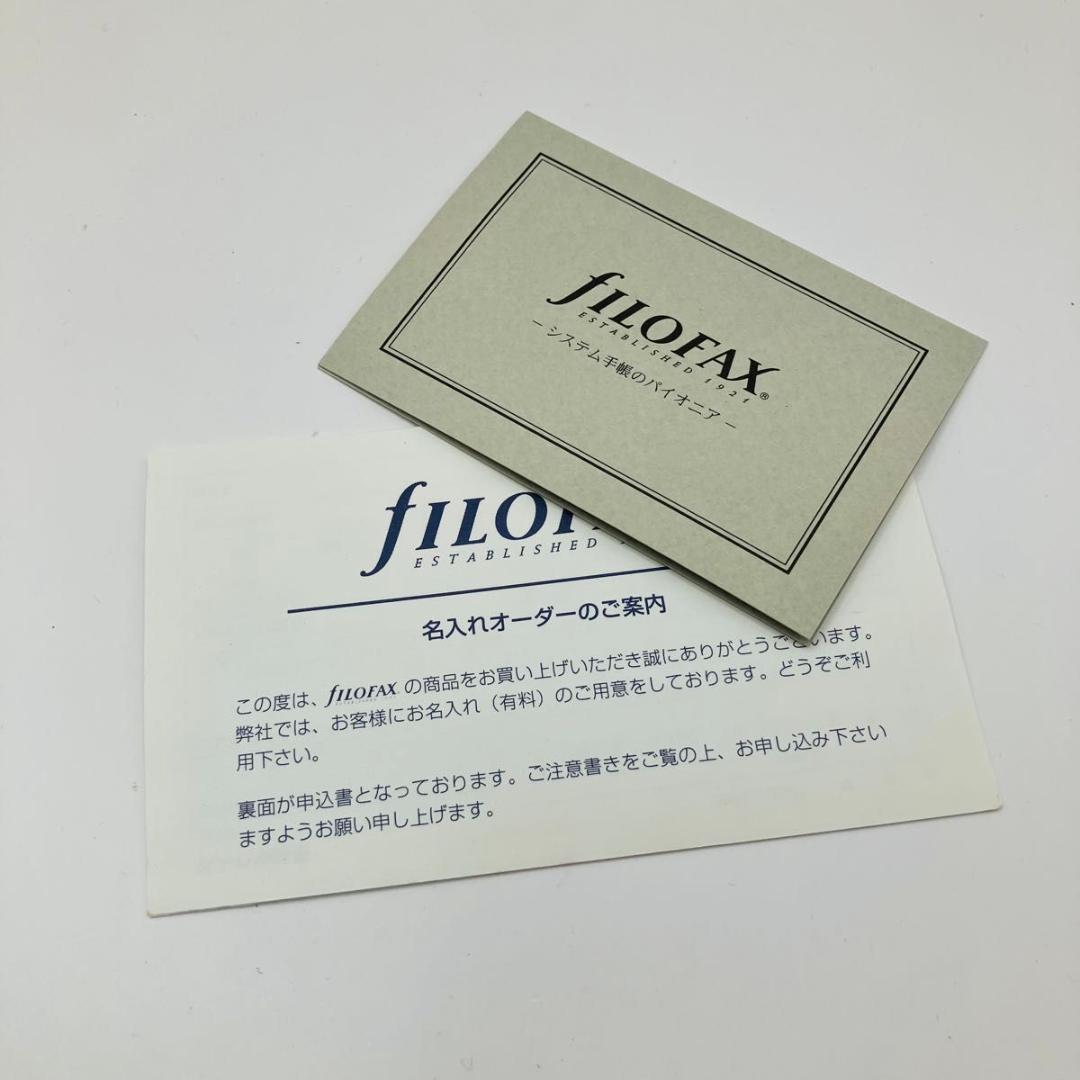 fILOFAX®
ESTABLISHED 1921
－システム手帳のパイオニア－
fILO
ESTABLISHED
名入れオーダーのご案内
この度は、fILOFAX の商品をお買い上げいただき誠にありがとうございます。
弊社では、お客様にお名入れ（有料）のご用意をしております。どうぞご利
用下さい。
裏面が申込書となっております。ご注意書きをご覧の上、お申し込み下さい
ますようお願い申し上げます。